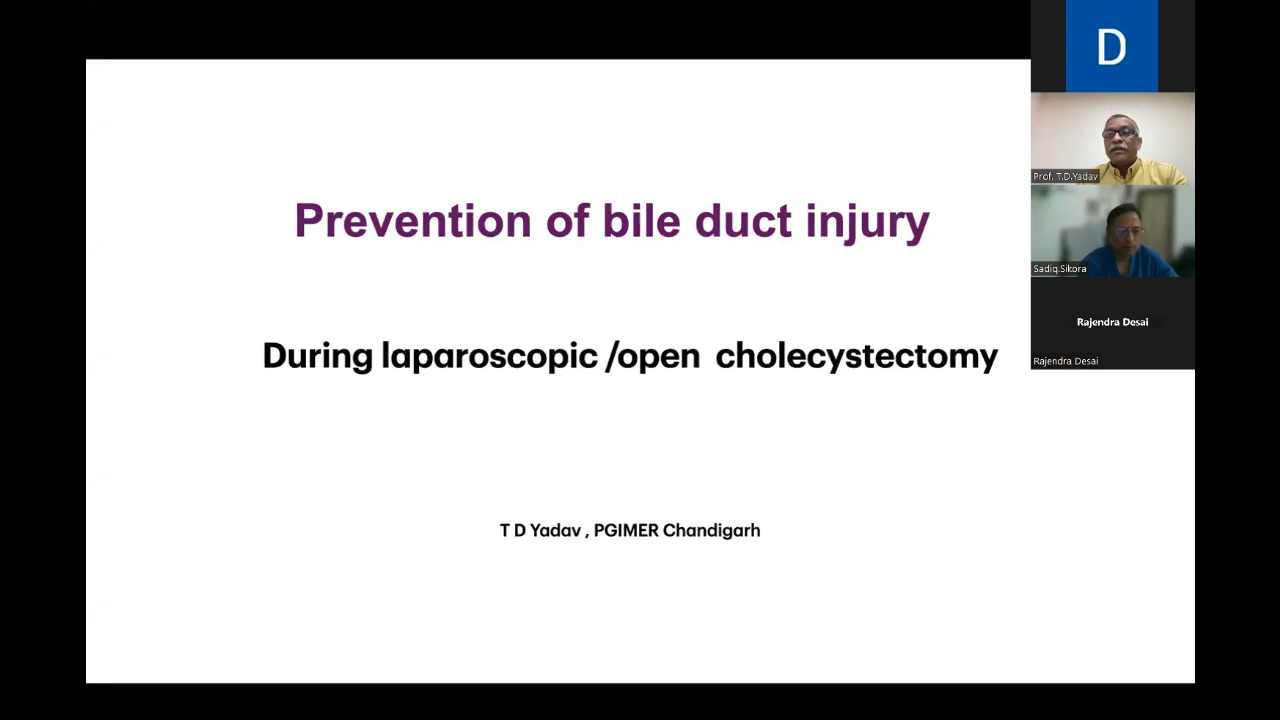 D
Prof. T.D.Yadav
Sadiq.Sikora
Rajendra Desai
Rajendra Desai
Prevention of bile duct injury
During laparoscopic /open cholecystectomy
T D Yadav , PGIMER Chandigarh